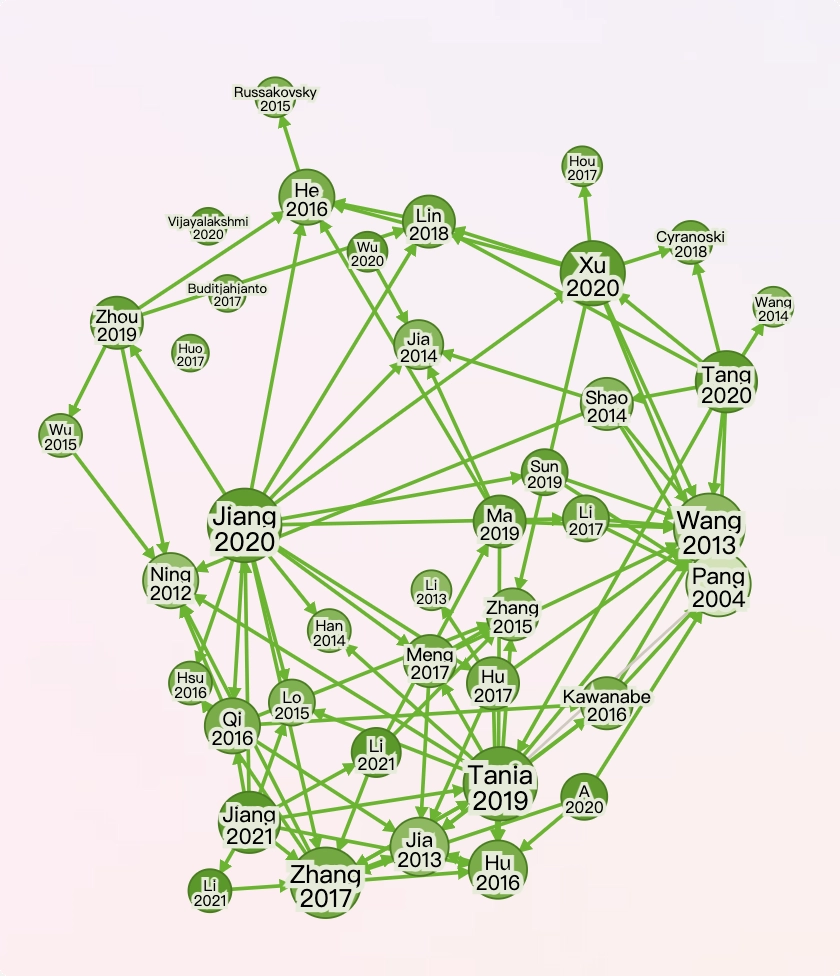 Russakovsky
2015
Hou
2017
He
2016
Vijayalakshmi
2020
Lin
2018
Wu
2020
Cyranoski
2018
Xu
2020
Buditjahjanto
2017
Wang
2014
Zhou
2019
Huo
2017
Jia
2014
Tang
2020
Shao
2014
Wu
2015
Sun
2019
Jiang
2020
Ma
2019
Li
2017
Wang
2013
Ning
2012
Li
2013
Pang
2004
Zhang
2015
Han
2014
Meng
2017
Hsu
2016
Hu
2017
Lo
2015
Kawanabe
2016
Qi
2016
Li
2021
Tania
2019
A
2020
Jiang
2021
Jia
2013
Hu
2016
Zhang
2017
Li
2021